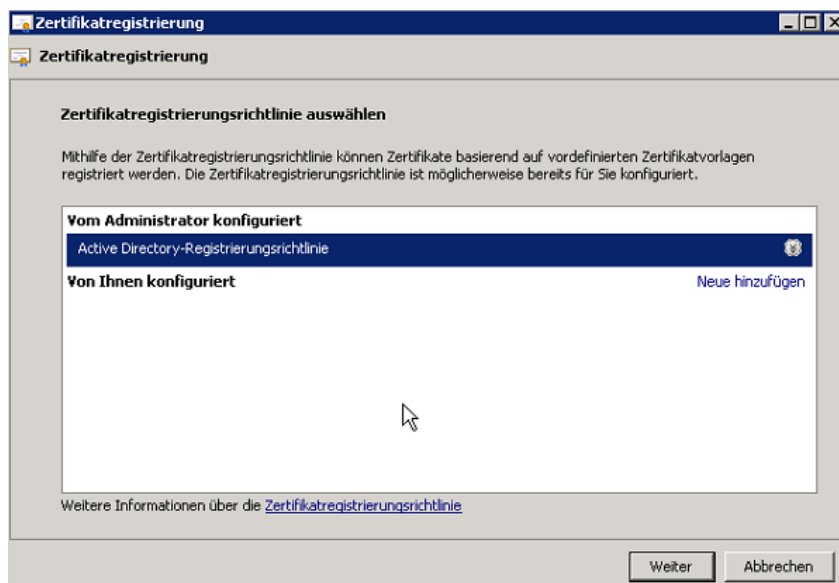 Zertifikatregistrierung
Zertifikatregistrierung
Zertifikatregistrierungsrichtlinie auswählen
Mithilfe der Zertifikatregistrierungsrichtlinie können Zertifikate basierend auf vordefinierten Zertifikatvorlagen
registriert werden. Die Zertifikatregistrierungsrichtlinie ist möglicherweise bereits für Sie konfiguriert.
Vom Administrator konfiguriert
Active Directory-Registrierungsrichtlinie
Von Ihnen konfiguriert Neue hinzufügen
Weitere Informationen über die Zertifikatregistrierungsrichtlinie
Weiter Abbrechen